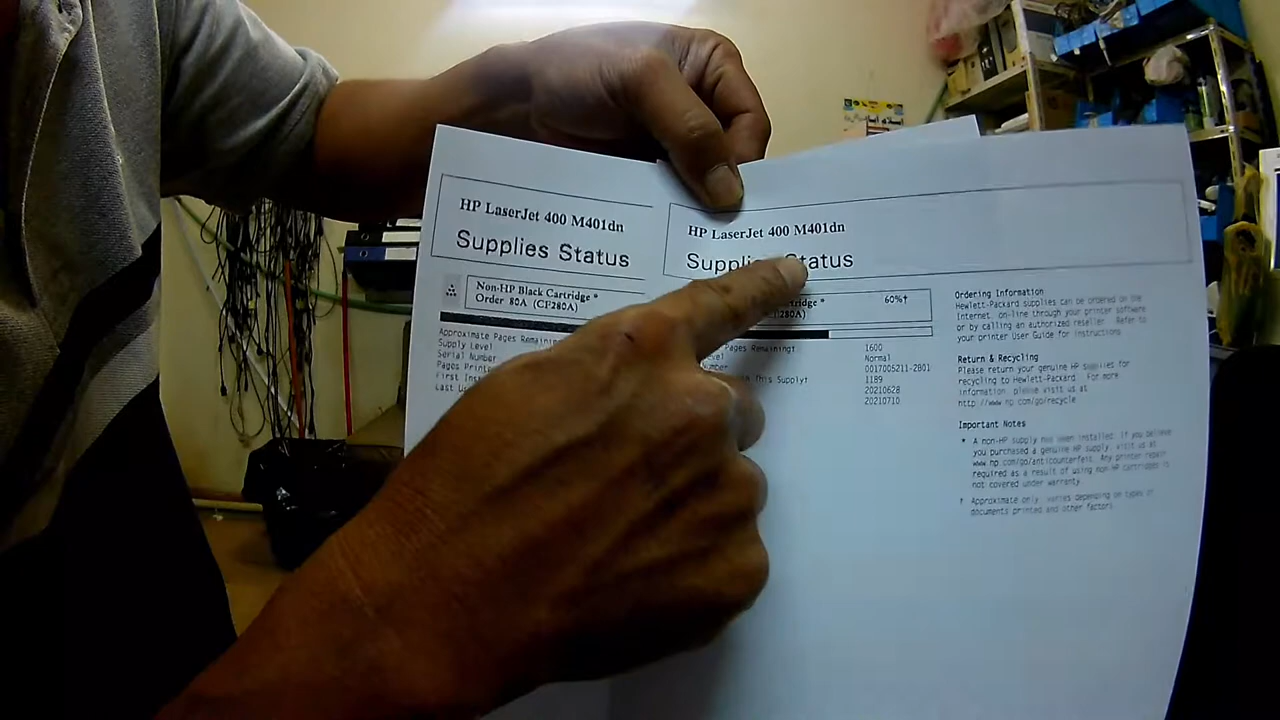 HP LaserJet 400 M401dn
Supplies Status
Non-HP Black Cartridge *
Order 80A (CF280A)
Approximate Pages Remaining
Supply Level
Serial Number
Pages
First
Last
HP LaserJet 400 M401dn
Status
60%†
Pages Remaining†
1600
Normal
0017005211-2B01
This Supply†
1189
20210628
20210710
Ordering Information
Hewlett-Packard supplies can be ordered on the
Internet on-line through your printer software
or by calling an authorized reseller. Refer to
your printer User Guide for instructions
Return & Recycling
Please return your genuine HP supplies for
recycling to Hewlett-Packard. For more
information, please visit us at
http://www.hp.com/go/recycle
Important Notes
* A non-HP supply has been installed. If you believe
you purchased a genuine HP supply, visit us at
www.hp.com/go/anticounterfeit. Any printer repair
required as a result of using non-HP cartridges is
not covered under warranty.
† Approximate only, varies depending on types of
documents printed and other factors.